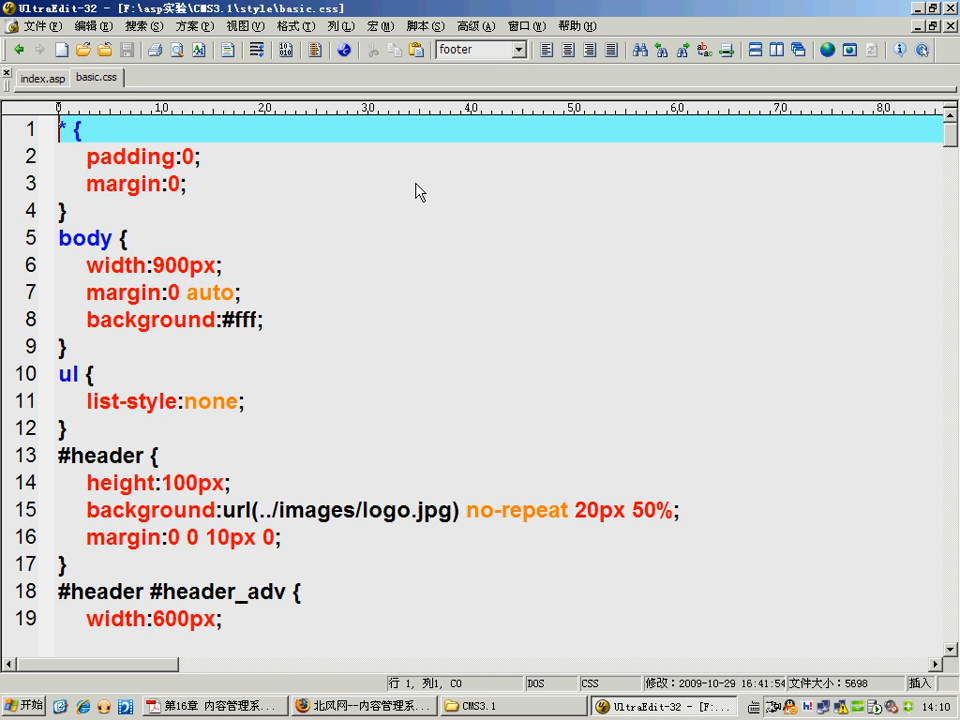 UltraEdit-32 - [F:\asp实验\CMS3.1\style\basic.css]
文件(F) 编辑(E) 搜索(S) 方案(P) 视图(V) 格式(T) 列(L) 宏(M) 脚本(S) 高级(A) 窗口(W) 帮助(H)
footer
index.asp basic.css
0 10 20 30 40 50 60 70 80
1 * {
2 padding:0;
3 margin:0;
4 }
5 body {
6 width:900px;
7 margin:0 auto;
8 background:#fff;
9 }
10 ul {
11 list-style:none;
12 }
13 #header {
14 height:100px;
15 background:url(../images/logo.jpg) no-repeat 20px 50%;
16 margin:0 0 10px 0;
17 }
18 #header #header_adv {
19 width:600px;
行 1, 列1, C0 DOS CSS 修改：2009-10-29 16:41:54 文件大小：5698 插入
开始 第16章 内容管理系... 北风网--内容管理系... CMS3.1 UltraEdit-32 - [F:... 14:10